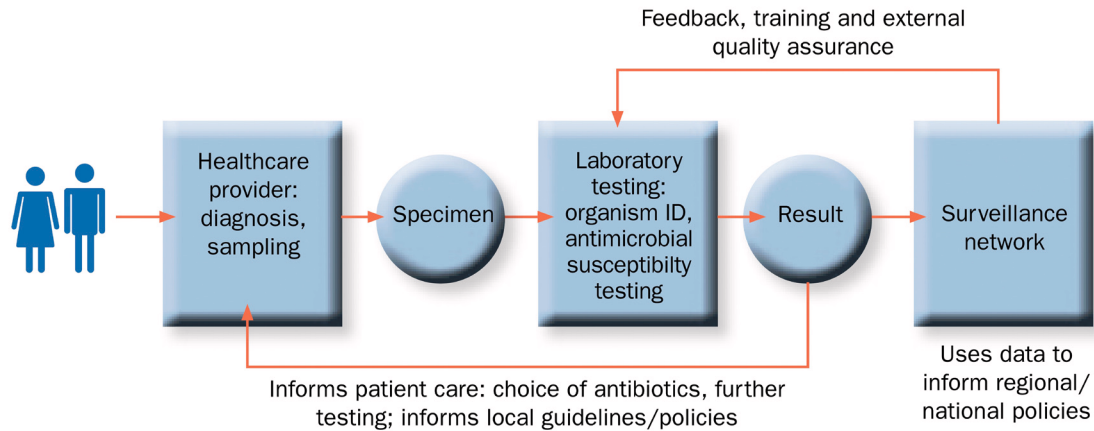 Feedback, training and external
quality assurance
Healthcare
provider:
diagnosis,
sampling
Specimen
Laboratory
testing:
organism ID,
antimicrobial
susceptibilty
testing
Result
Surveillance
network
Informs patient care: choice of antibiotics, further
testing; informs local guidelines/policies
Uses data to
inform regional/
national policies